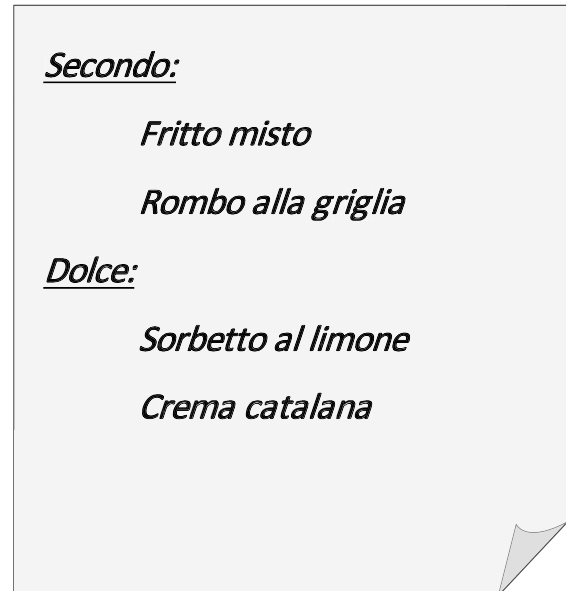 Secondo:
Fritto misto
Rombo alla griglia
Dolce:
Sorbetto al limone
Crema catalana